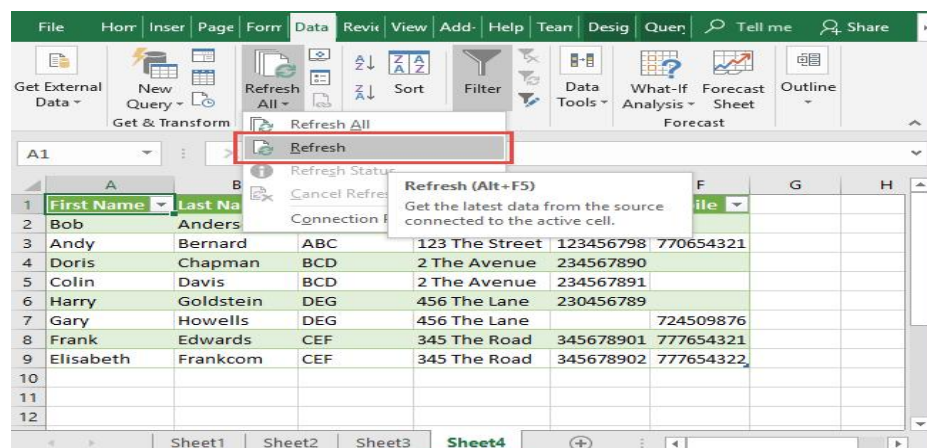 File Horr Inser Page Forrr Data Revie View Add- Help Tean Desig Quer Tell me Share
Get External Data
New Query
Refresh All
Sort
Filter
Data Tools
What-If Analysis
Forecast Sheet
Outline
Get & Transform
Forecast
Refresh All
Refresh
Refresh Status
Cancel Refre
Connection P
A1
Refresh (Alt+F5)
Get the latest data from the source
connected to the active cell.
A B F G H
1 First Name Last Na ile
2 Bob Anders
3 Andy Bernard ABC 123 The Street 123456798 770654321
4 Doris Chapman BCD 2 The Avenue 234567890
5 Colin Davis BCD 2 The Avenue 234567891
6 Harry Goldstein DEG 456 The Lane 230456789
7 Gary Howells DEG 456 The Lane 724509876
8 Frank Edwards CEF 345 The Road 345678901 777654321
9 Elisabeth Frankcom CEF 345 The Road 345678902 777654322
10
11
12
Sheet1 Sheet2 Sheet3 Sheet4